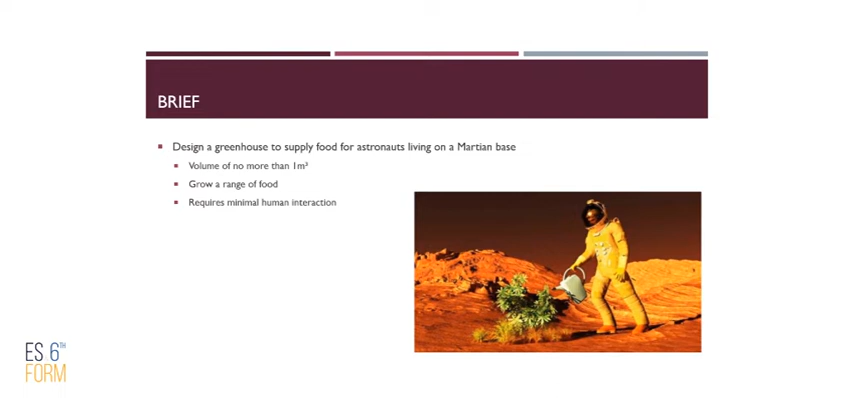 BRIEF
Design a greenhouse to supply food for astronauts living on a Martian base
Volume of no more than 1m³
Grow a range of food
Requires minimal human interaction
ES 6TH
FORM